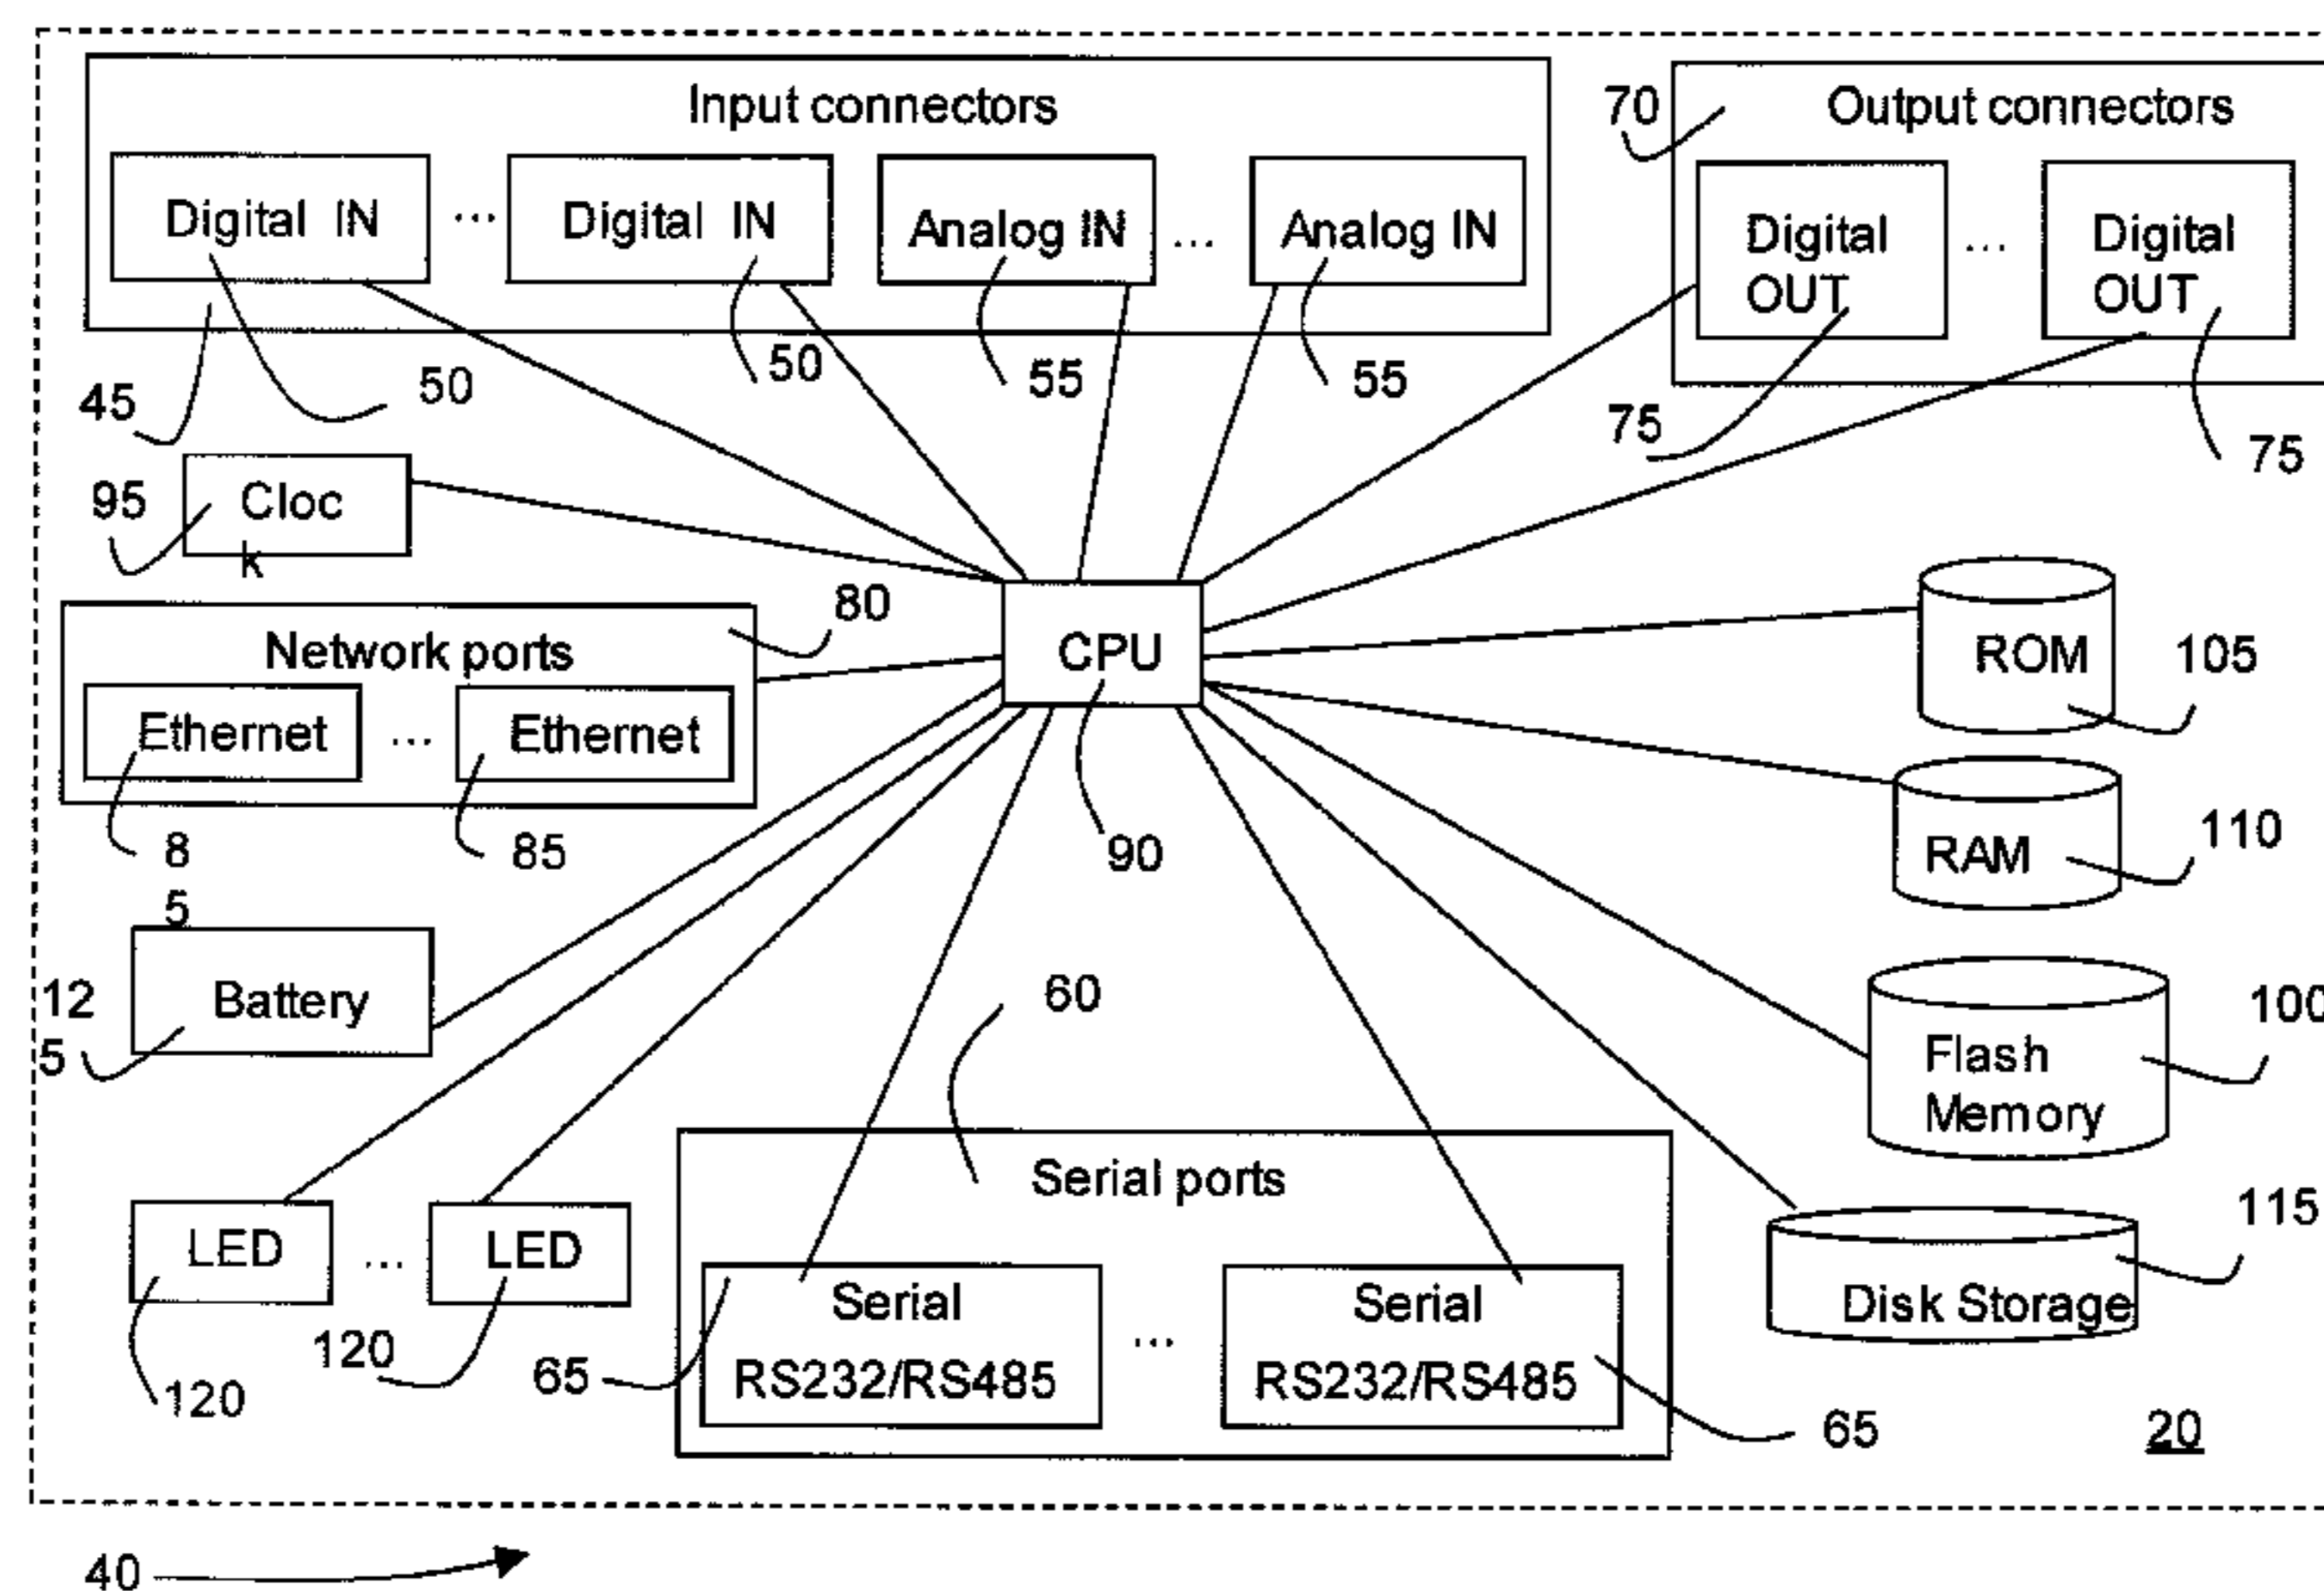 Input connectors
70 Output connectors
Digital IN ... Digital IN Analog IN ... Analog IN
Digital OUT ... Digital OUT
45 50 50 55 55
75 75
95 Cloc
k
80
Network ports
CPU
ROM 105
Ethernet ... Ethernet
8
5
85
90
RAM 110
12
5
Battery
60
100
Flash
Memory
Serial ports
115
LED ... LED
120
120
Serial
RS232/RS485
...
Serial
RS232/RS485
65
65
Disk Storage
20
40